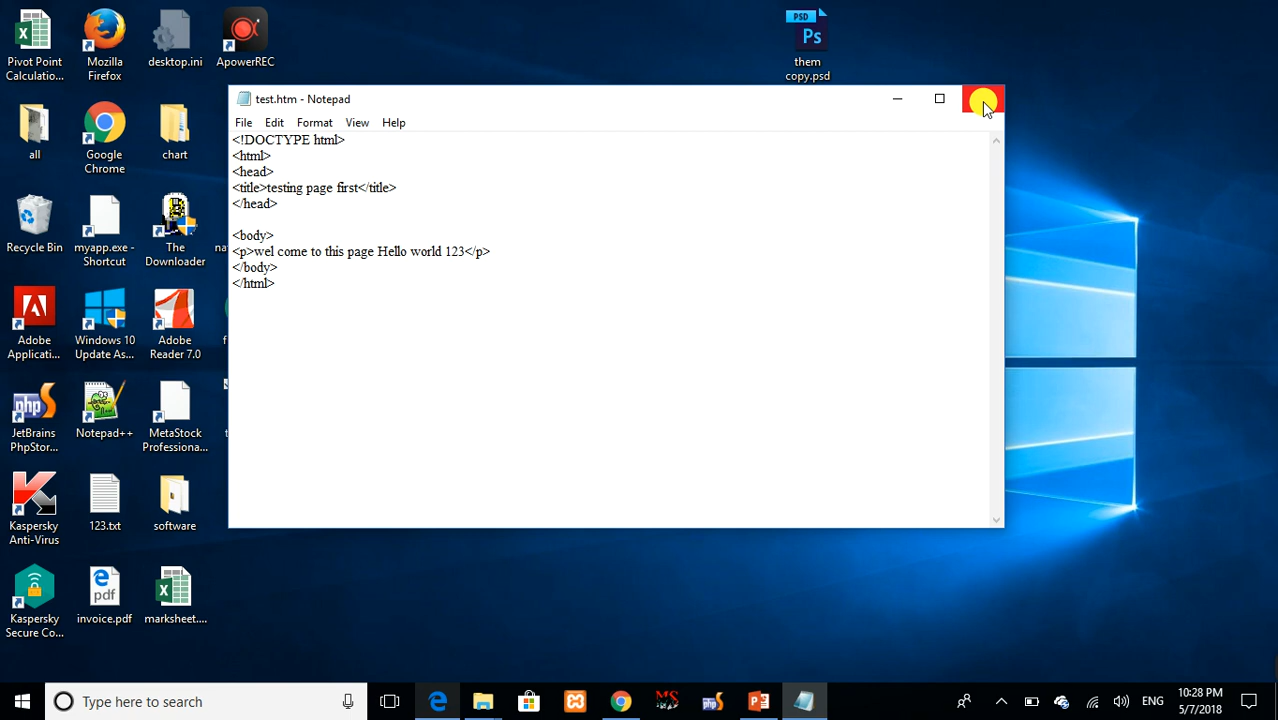 Pivot Point
Calculatio...
Mozilla
Firefox
desktop.ini
ApowerREC
PSD
Ps
them
copy.psd
test.htm - Notepad
File Edit Format View Help
<!DOCTYPE html>
<html>
<head>
<title>testing page first</title>
</head>
<body>
<p>wel come to this page Hello world 123</p>
</body>
</html>
all
Google
Chrome
chart
Recycle Bin
myapp.exe -
Shortcut
The
Downloader
Adobe
Applicati...
Windows 10
Update As...
Adobe
Reader 7.0
JetBrains
PhpStor...
Notepad++
MetaStock
Professiona...
Kaspersky
Anti-Virus
123.txt
software
Kaspersky
Secure Co...
pdf
invoice.pdf
marksheet....
Type here to search
ENG
10:28 PM
5/7/2018